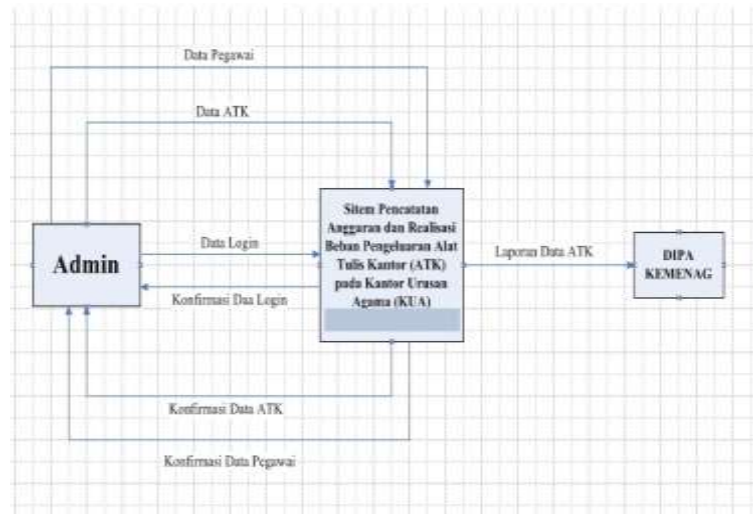 Data Pegawai
Data ATK
Sitem Pencatatan
Anggaran dan Realisasi
Beban Pengeluaran Alat
Tulis Kantor (ATK)
pada Kantor Urusan
Agama (KUA)
Admin
Data Login
Konfirmasi Daa Login
Laporan Data ATK
DIPA
KEMENAG
Konfirmasi Data ATK
Konfirmasi Data Pegawai